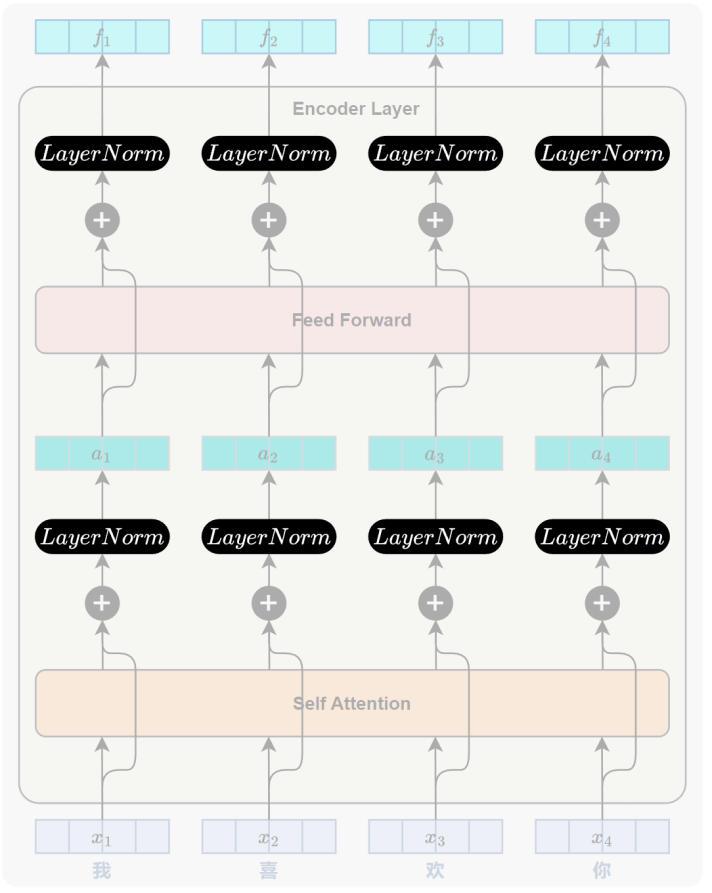 f₁ f₂ f₃ f₄
Encoder Layer
LayerNorm LayerNorm LayerNorm LayerNorm
+ + + +
Feed Forward
a₁ a₂ a₃ a₄
LayerNorm LayerNorm LayerNorm LayerNorm
+ + + +
Self Attention
x₁ x₂ x₃ x₄
我 喜 欢 你